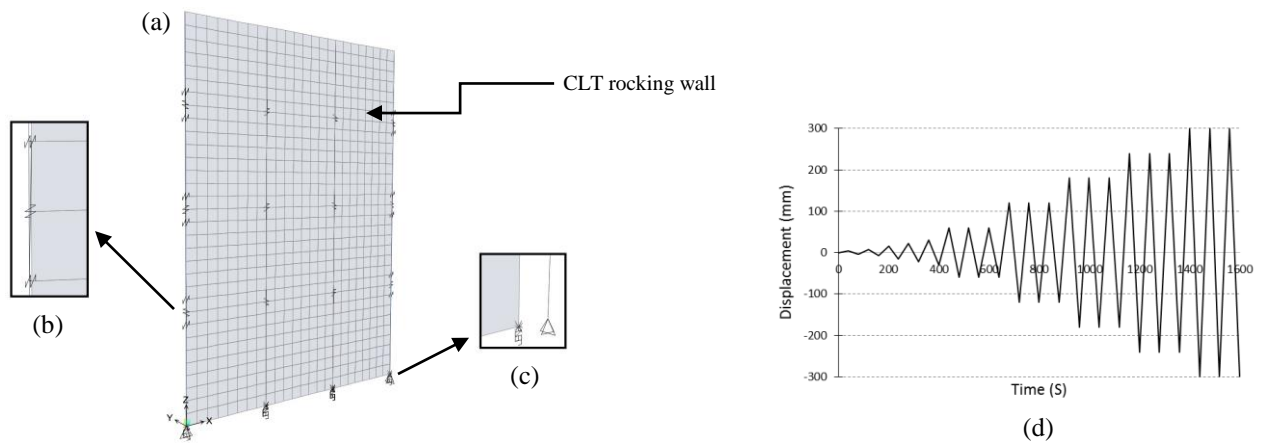 (a)
CLT rocking wall
(b)
(c)
Z
Y
X
300
200
100
0
-100
-200
-300
0 200 400 600 800 1000 1200 1400 1600
Displacement (mm)
Time (S)
(d)